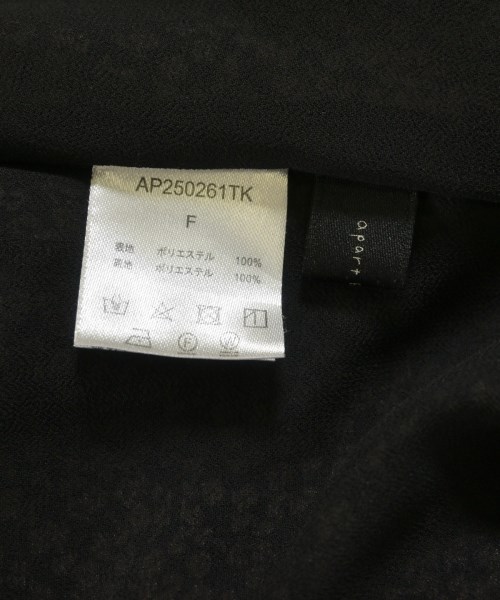 AP250261TK
F
表地 ポリエステル 100%
裏地 ポリエステル 100%
F
W
apart